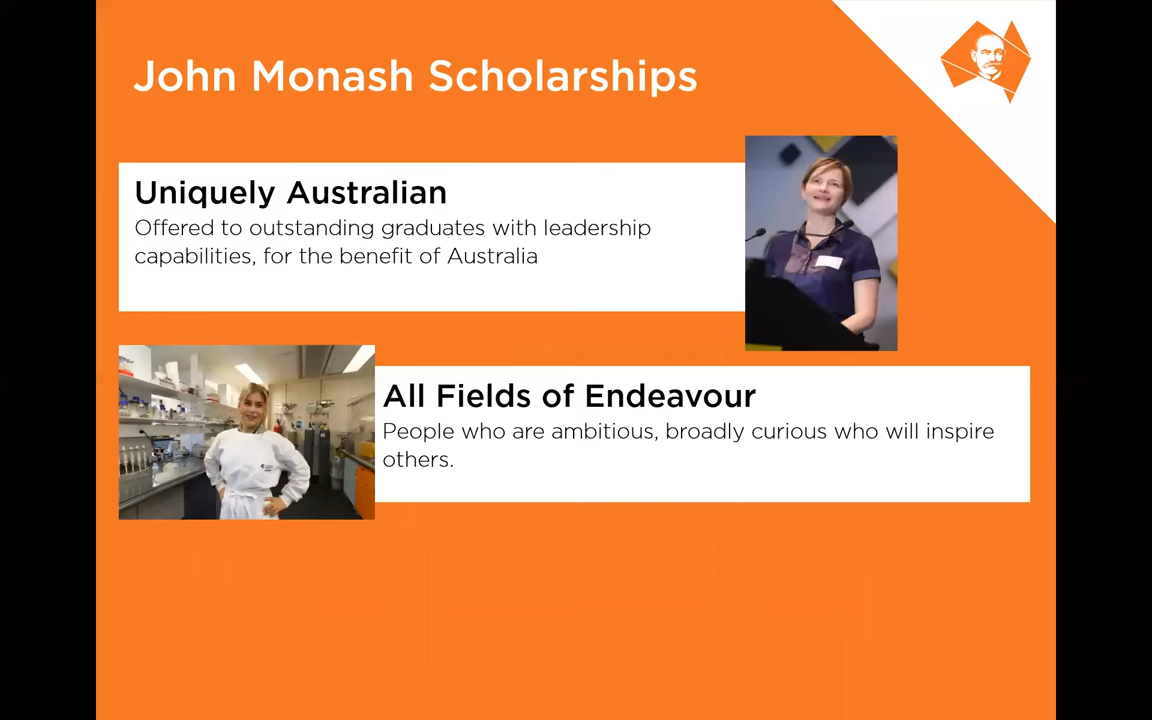 John Monash Scholarships
Uniquely Australian
Offered to outstanding graduates with leadership
capabilities, for the benefit of Australia
All Fields of Endeavour
People who are ambitious, broadly curious who will inspire
others.